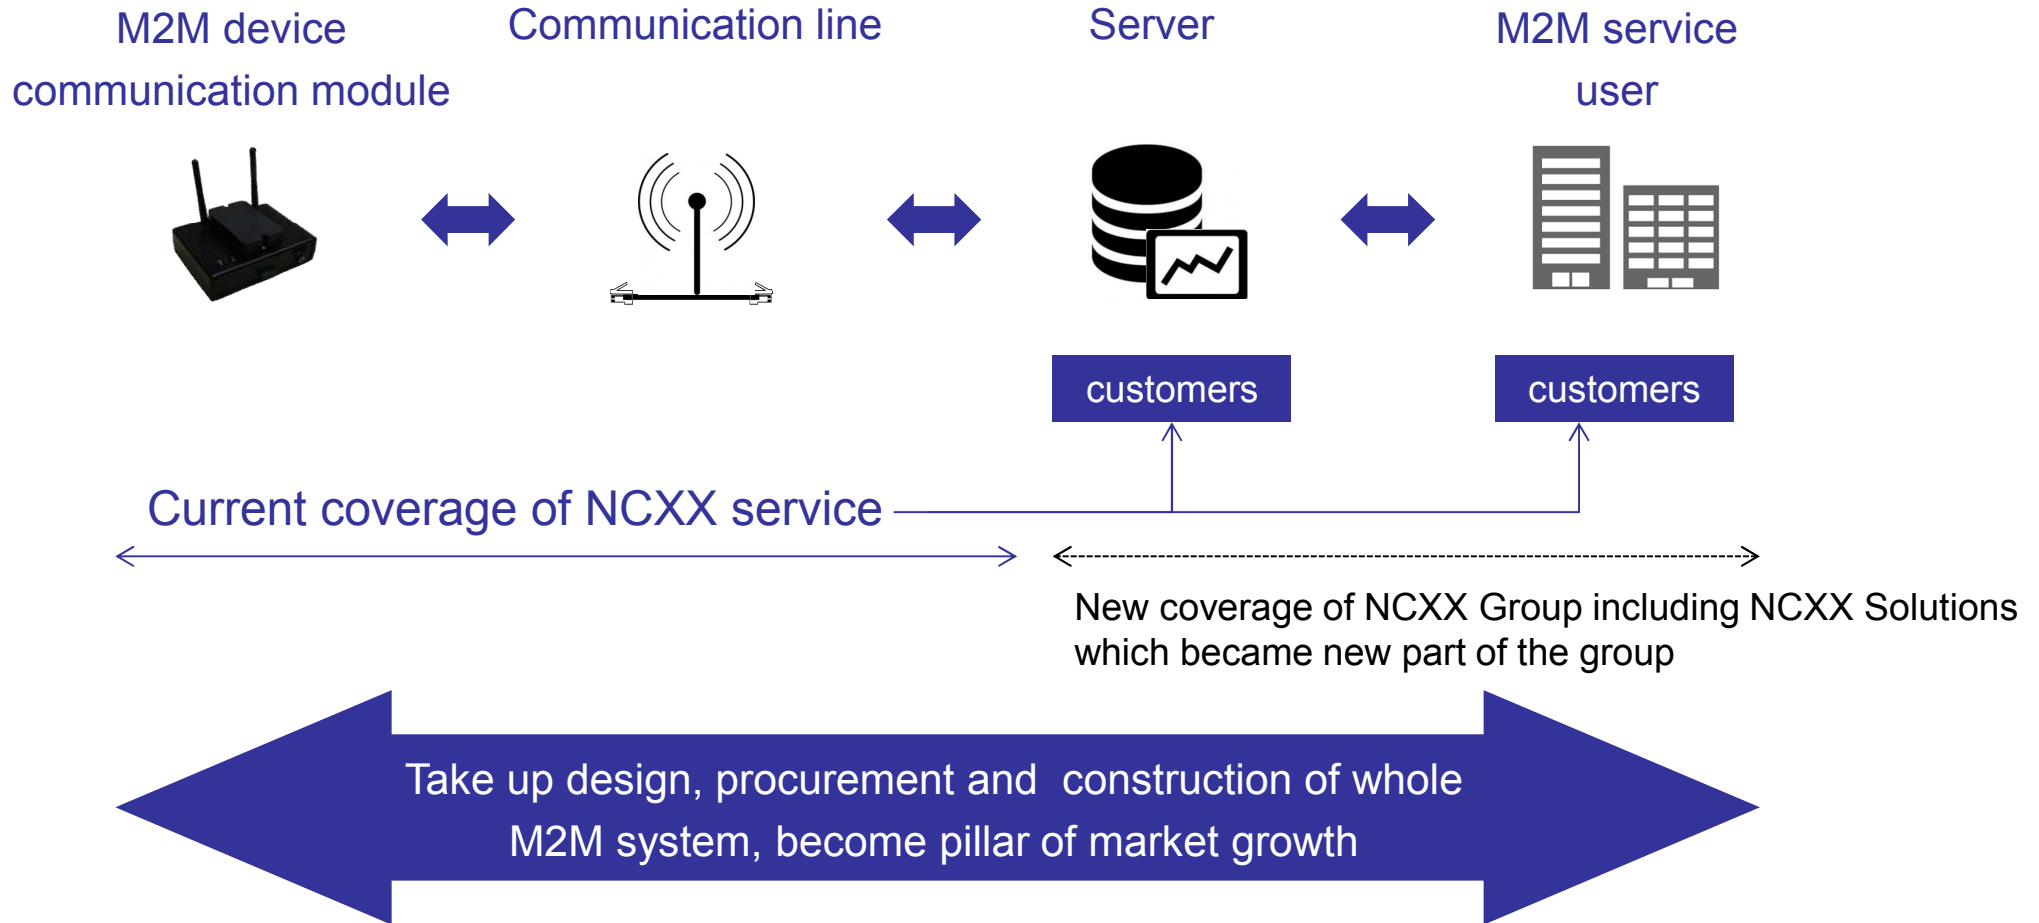 M2M device
communication module
Communication line
Server
M2M service
user
customers
customers
Current coverage of NCXX service
New coverage of NCXX Group including NCXX Solutions
which became new part of the group
Take up design, procurement and construction of whole
M2M system, become pillar of market growth